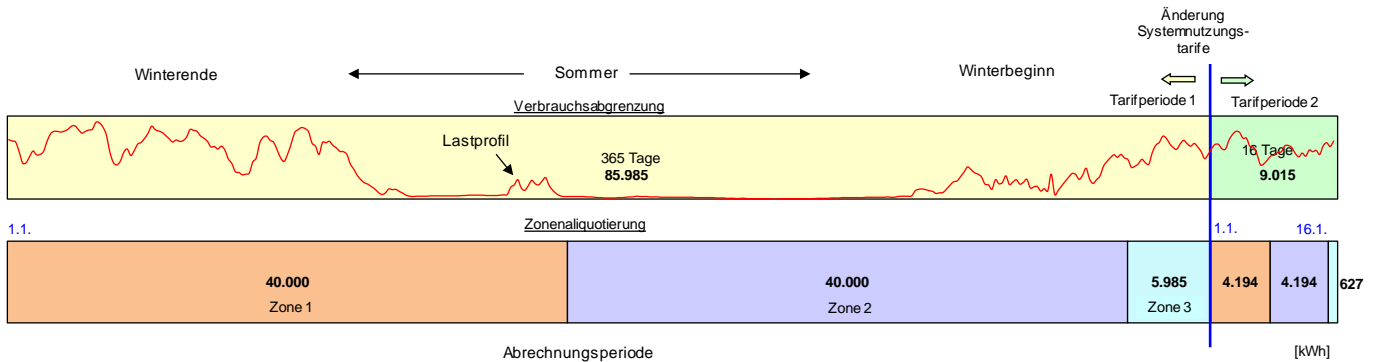 Änderung
Systemnutzungs-
tarife
Winterende
Sommer
Winterbeginn
Verbrauchsabgrenzung
Tarifperiode 1
Tarifperiode 2
Lastprofil
365 Tage
85.985
16 Tage
9.015
Zonenaliquotierung
1.1.
1.1.
16.1.
40.000
Zone 1
40.000
Zone 2
5.985
Zone 3
4.194
4.194
627
Abrechnungsperiode
[kWh]